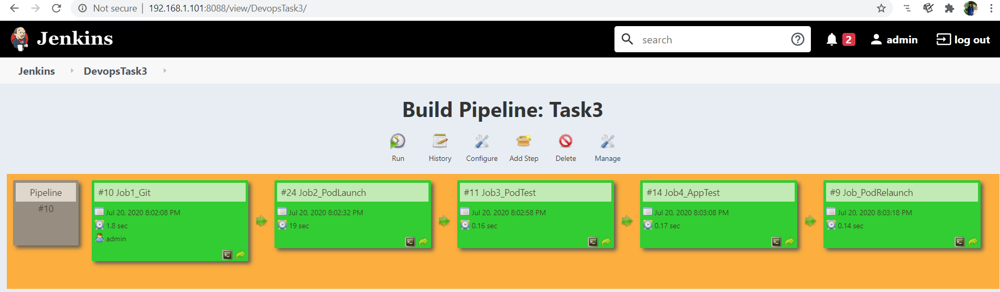 Not secure | 192.168.1.101:8088/view/DevopsTask3/
Jenkins
search
2
admin
log out
Jenkins
DevopsTask3
Build Pipeline: Task3
Run
History
Configure
Add Step
Delete
Manage
Pipeline
#10
#10 Job1_Git
Jul 20, 2020 8:02:08 PM
1.8 sec
admin
#24 Job2_PodLaunch
Jul 20, 2020 8:02:32 PM
19 sec
#11 Job3_PodTest
Jul 20, 2020 8:02:58 PM
0.16 sec
#14 Job4_AppTest
Jul 20, 2020 8:03:08 PM
0.17 sec
#9 Job_PodRelaunch
Jul 20, 2020 8:03:18 PM
0.14 sec